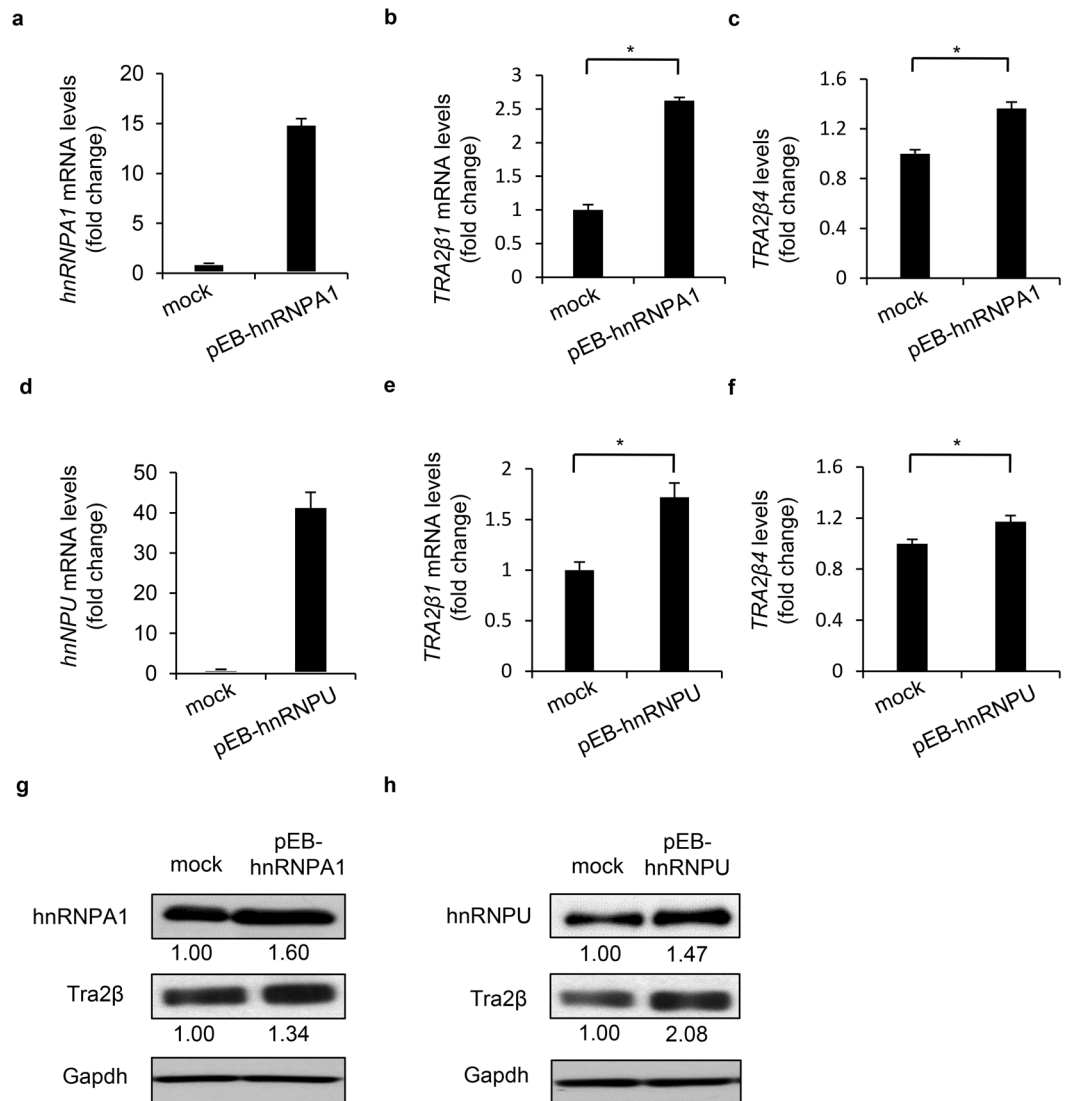 a
hnRNPA1 mRNA levels
(fold change)
20
15
10
5
0
mock
pEB-hnRNPA1
b
TRA2β1 mRNA levels
(fold change)
*
3
2.5
2
1.5
1
0.5
0
mock
pEB-hnRNPA1
c
TRA2β4 levels
(fold change)
*
1.6
1.2
0.8
0.4
0
mock
pEB-hnRNPA1
d
hnNPU mRNA levels
(fold change)
50
40
30
20
10
0
mock
pEB-hnRNPU
e
TRA2β1 mRNA levels
(fold change)
*
2
1.5
1
0.5
0
mock
pEB-hnRNPU
f
TRA2β4 levels
(fold change)
*
1.6
1.2
0.8
0.4
0
mock
pEB-hnRNPU
g
mock
pEB-
hnRNPA1
hnRNPA1
1.00 1.60
Tra2β
1.00 1.34
Gapdh
h
mock
pEB-
hnRNPU
hnRNPU
1.00 1.47
Tra2β
1.00 2.08
Gapdh